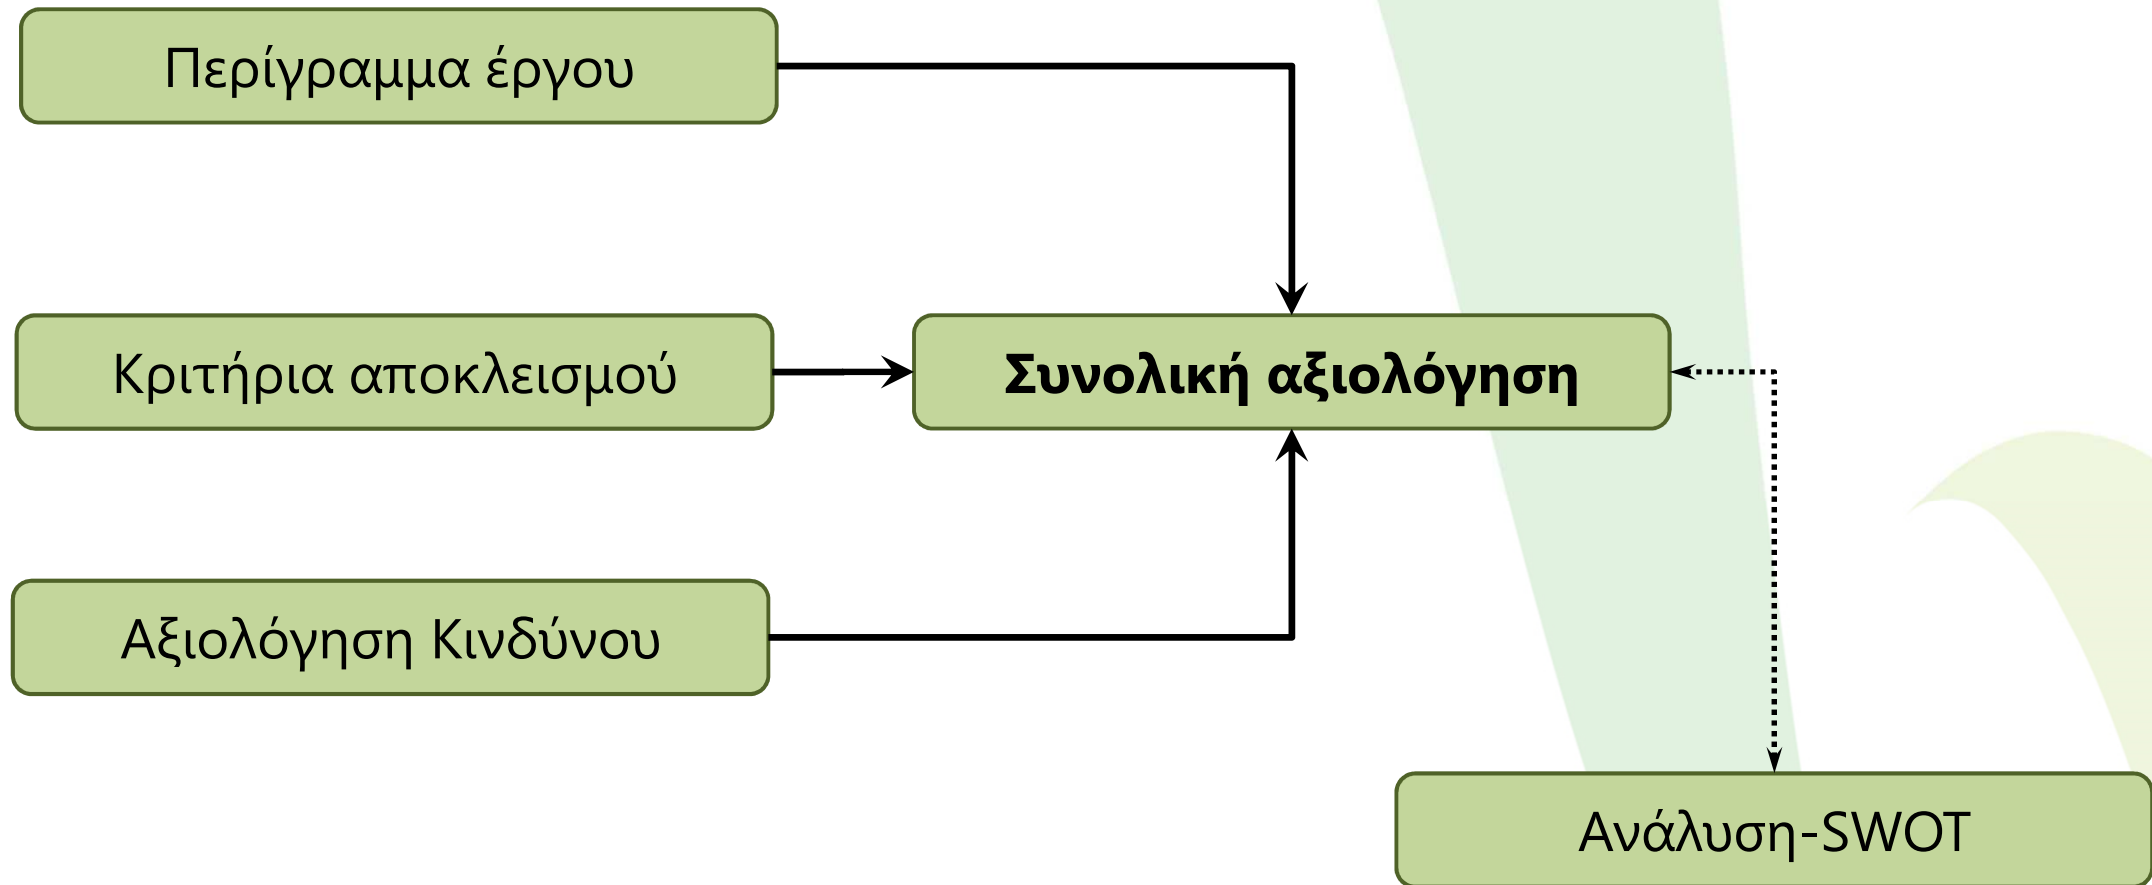 Περίγραμμα έργου
Κριτήρια αποκλεισμού
Συνολική αξιολόγηση
Αξιολόγηση Κινδύνου
Ανάλυση-SWOT